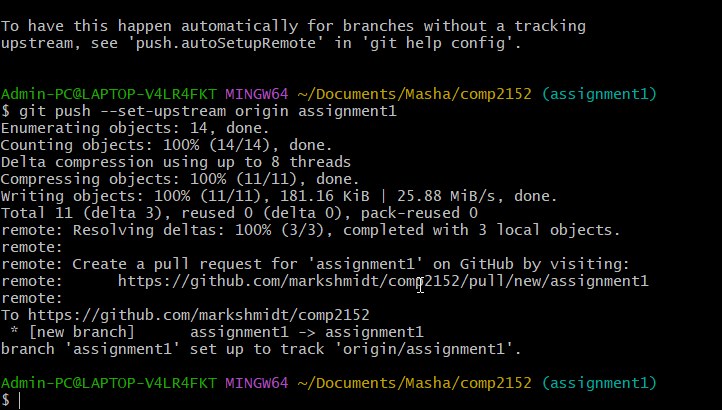 To have this happen automatically for branches without a tracking
upstream, see 'push.autoSetupRemote' in 'git help config'.
Admin-PC@LAPTOP-V4LR4FKT MINGW64 ~/Documents/Masha/comp2152 (assignment1)
$ git push --set-upstream origin assignment1
Enumerating objects: 14, done.
Counting objects: 100% (14/14), done.
Delta compression using up to 8 threads
Compressing objects: 100% (11/11), done.
Writing objects: 100% (11/11), 181.16 KiB | 25.88 MiB/s, done.
Total 11 (delta 3), reused 0 (delta 0), pack-reused 0
remote: Resolving deltas: 100% (3/3), completed with 3 local objects.
remote:
remote: Create a pull request for 'assignment1' on GitHub by visiting:
remote:      https://github.com/markshmidt/comp2152/pull/new/assignment1
remote:
To https://github.com/markshmidt/comp2152
 * [new branch]      assignment1 -> assignment1
branch 'assignment1' set up to track 'origin/assignment1'.
Admin-PC@LAPTOP-V4LR4FKT MINGW64 ~/Documents/Masha/comp2152 (assignment1)
$